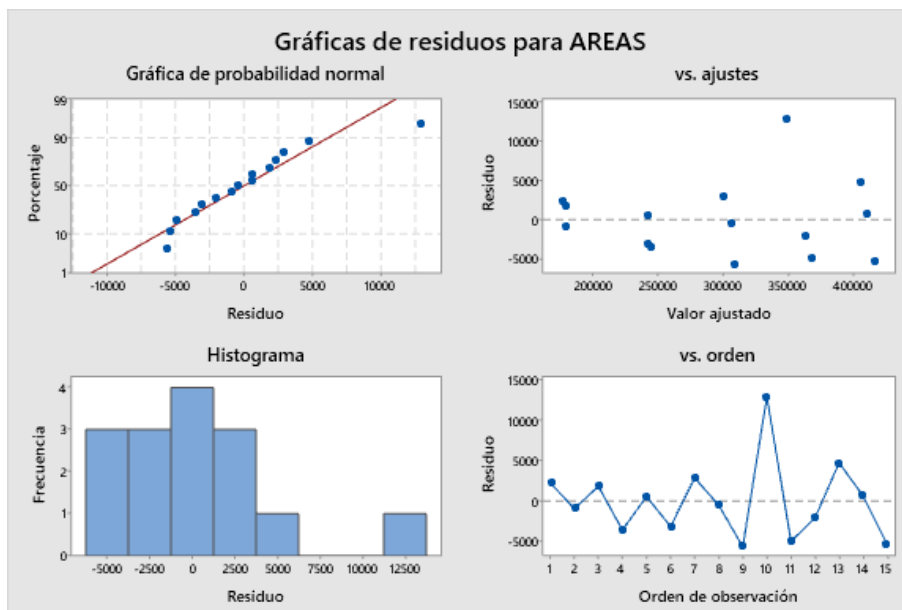 Gráficas de residuos para AREAS
Gráfica de probabilidad normal
99
90
50
10
1
Porcentaje
-10000 -5000 0 5000 10000
Residuo
vs. ajustes
15000
10000
5000
0
-5000
Residuo
200000 250000 300000 350000 400000
Valor ajustado
Histograma
4
3
2
1
0
Frecuencia
-5000 -2500 0 2500 5000 7500 10000 12500
Residuo
vs. orden
15000
10000
5000
0
-5000
Residuo
1 2 3 4 5 6 7 8 9 10 11 12 13 14 15
Orden de observación